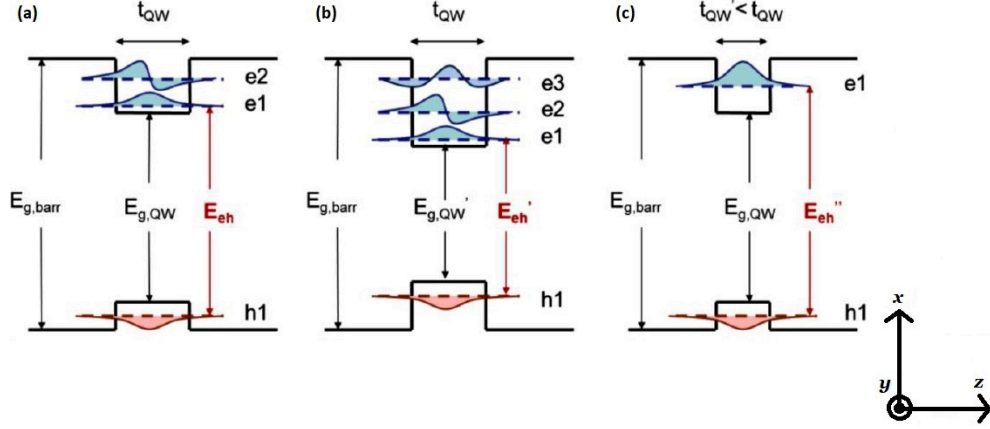 (a)
t_QW
e2
e1
E_g,barr
E_g,QW
E_eh
h1
(b)
t_QW
e3
e2
e1
E_g,barr
E_g,QW'
E_eh'
h1
(c)
t_QW' < t_QW
e1
E_g,barr
E_g,QW
E_eh''
h1
x
y
z